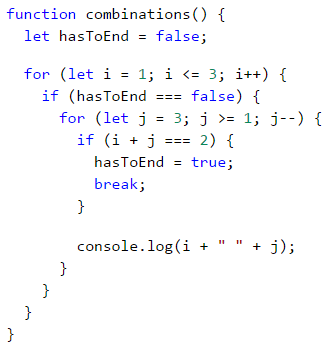 function combinations() {
  let hasToEnd = false;

  for (let i = 1; i <= 3; i++) {
    if (hasToEnd === false) {
      for (let j = 3; j >= 1; j--) {
        if (i + j === 2) {
          hasToEnd = true;
          break;
        }

        console.log(i + " " + j);
      }
    }
  }
}